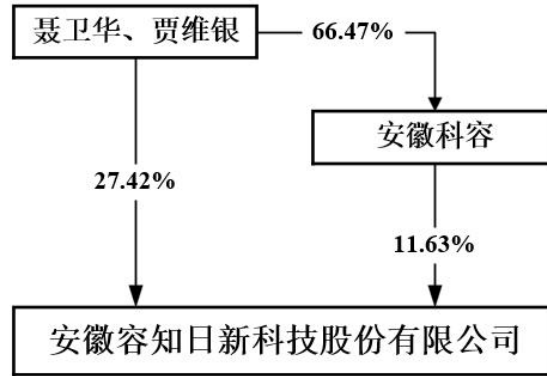 聂卫华、贾维银
66.47%
安徽科容
27.42%
11.63%
安徽容知日新科技股份有限公司